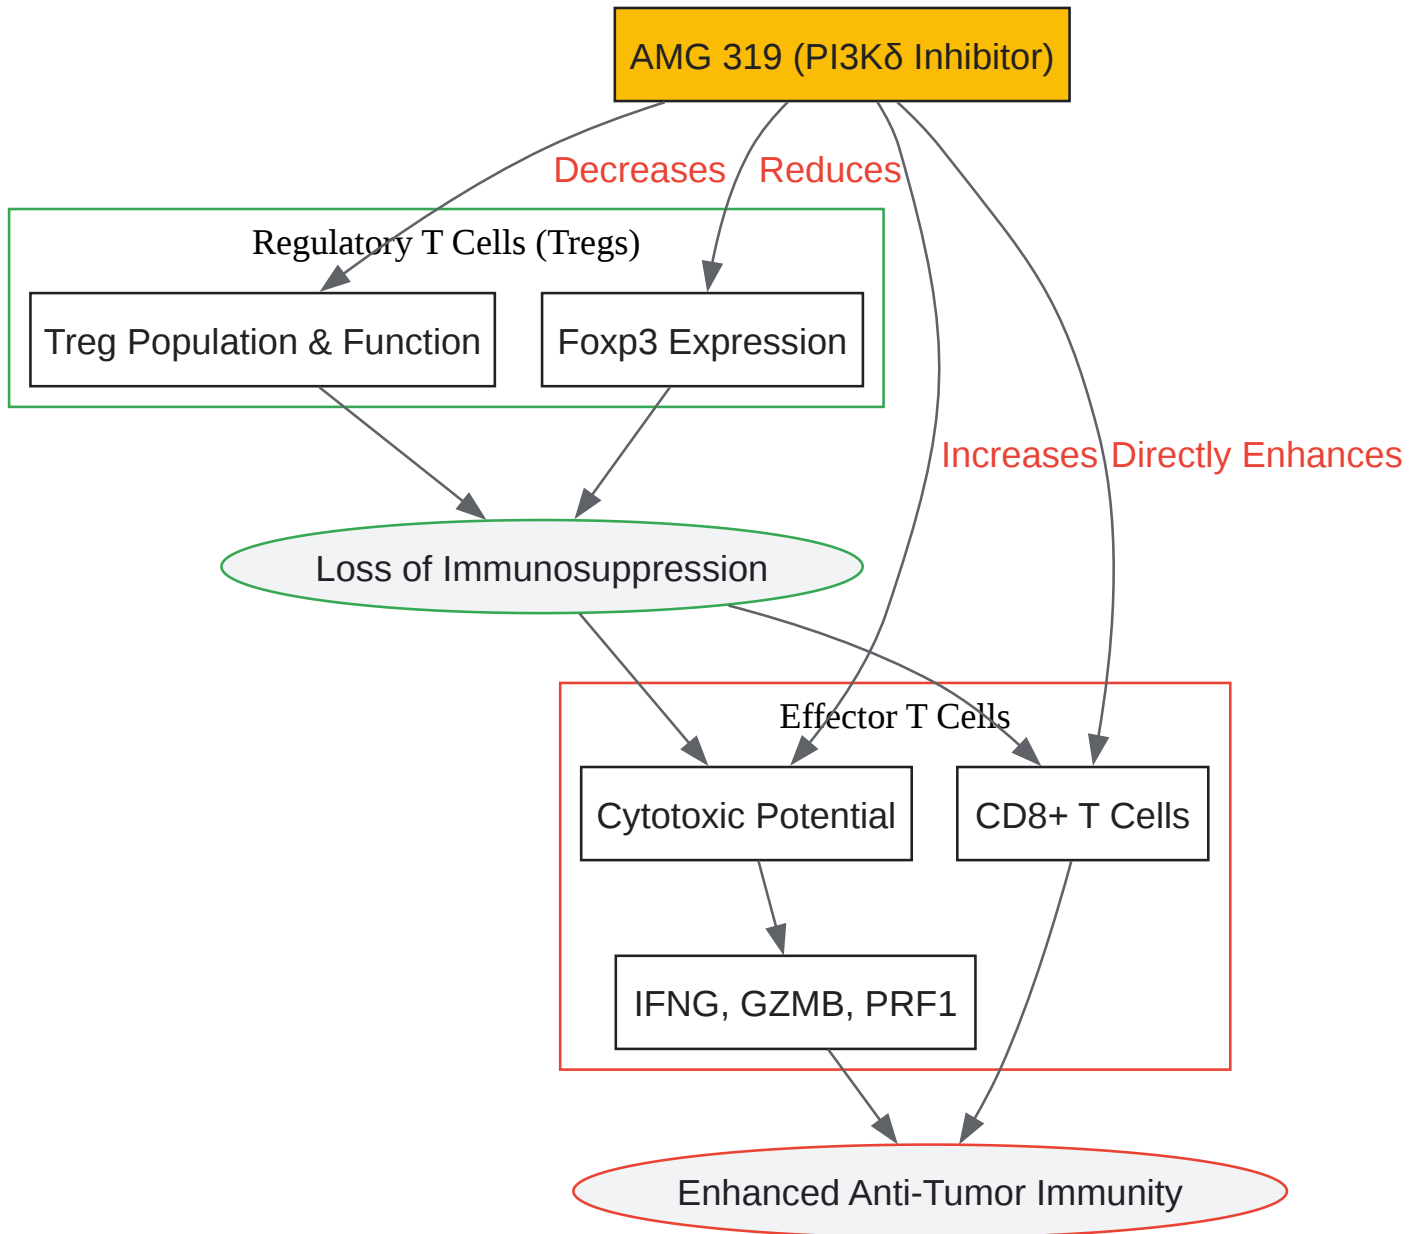 AMG 319 (PI3Kδ Inhibitor)
Decreases
Reduces
Regulatory T Cells (Tregs)
Treg Population & Function
Foxp3 Expression
Increases
Directly Enhances
Loss of Immunosuppression
Effector T Cells
Cytotoxic Potential
CD8+ T Cells
IFNG, GZMB, PRF1
Enhanced Anti-Tumor Immunity